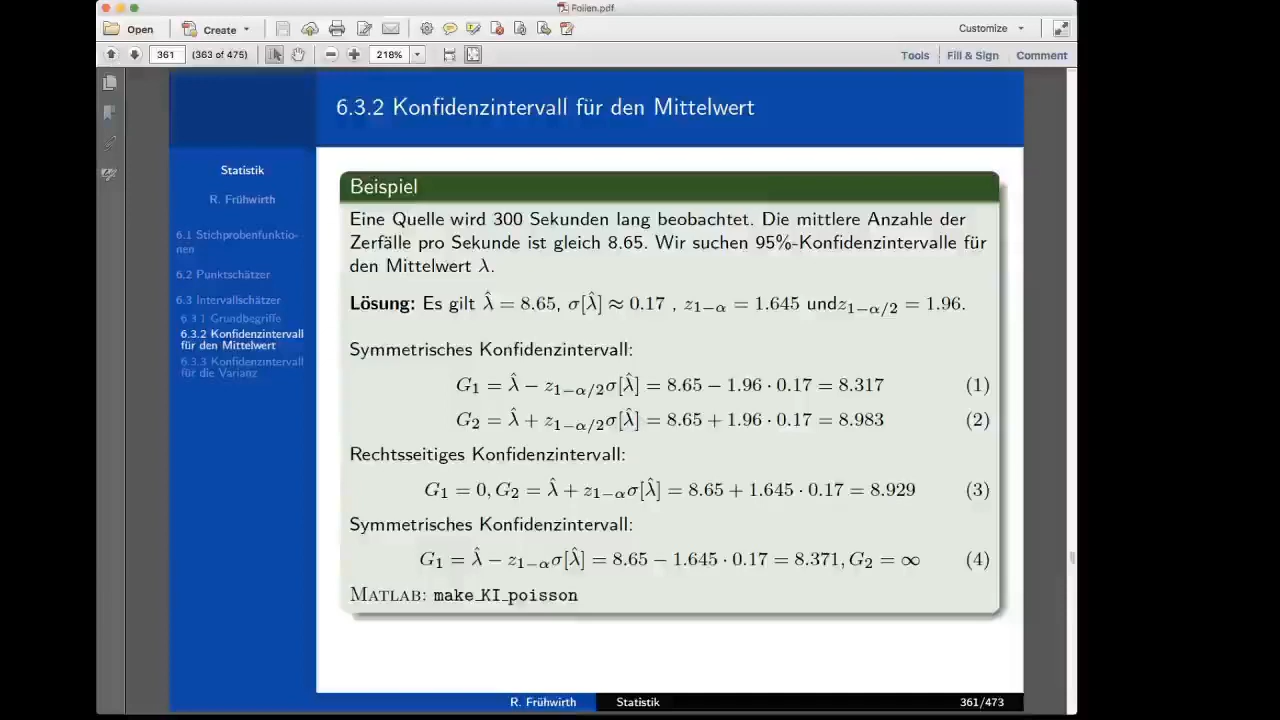 Folien.pdf
Open Create Customize
361 (363 of 475) 218% Tools Fill & Sign Comment
6.3.2 Konfidenzintervall für den Mittelwert
Statistik
R. Frühwirth
6.1 Stichprobenfunktio-
nen
6.2 Punktschätzer
6.3 Intervallschätzer
6.3.1 Grundbegriffe
6.3.2 Konfidenzintervall
für den Mittelwert
6.3.3 Konfidenzintervall
für die Varianz
Beispiel
Eine Quelle wird 300 Sekunden lang beobachtet. Die mittlere Anzahle der
Zerfälle pro Sekunde ist gleich 8.65. Wir suchen 95%-Konfidenzintervalle für
den Mittelwert λ.
Lösung: Es gilt λ̂ = 8.65, σ[λ̂] ≈ 0.17 , z₁₋α = 1.645 undz₁₋α/₂ = 1.96.
Symmetrisches Konfidenzintervall:
G₁ = λ̂ − z₁₋α/₂σ[λ̂] = 8.65 − 1.96 · 0.17 = 8.317 (1)
G₂ = λ̂ + z₁₋α/₂σ[λ̂] = 8.65 + 1.96 · 0.17 = 8.983 (2)
Rechtsseitiges Konfidenzintervall:
G₁ = 0, G₂ = λ̂ + z₁₋ασ[λ̂] = 8.65 + 1.645 · 0.17 = 8.929 (3)
Symmetrisches Konfidenzintervall:
G₁ = λ̂ − z₁₋ασ[λ̂] = 8.65 − 1.645 · 0.17 = 8.371, G₂ = ∞ (4)
MATLAB: make_KI_poisson
R. Frühwirth Statistik 361/473